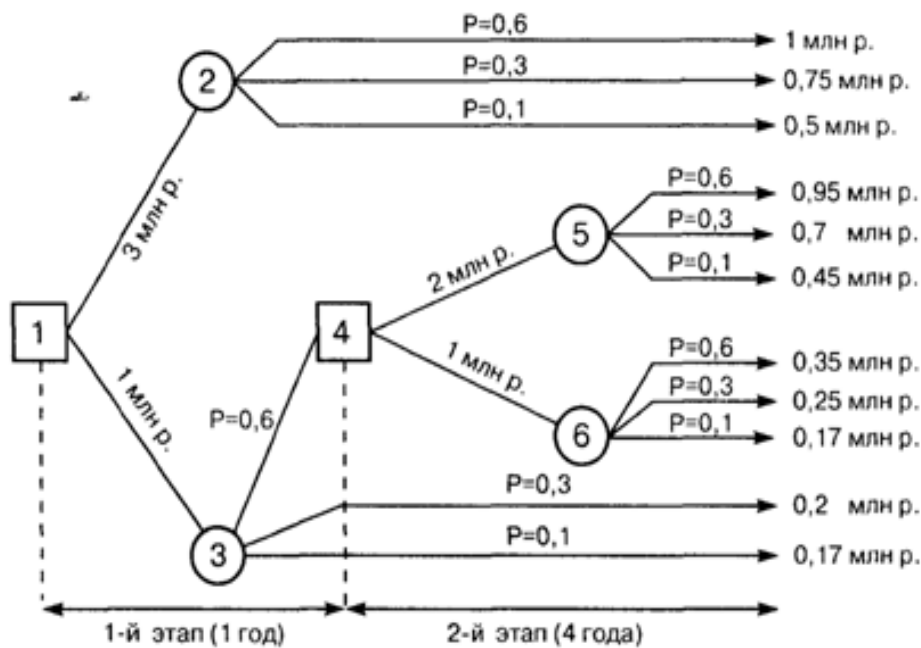 P=0,6
1 млн р.
2
P=0,3
0,75 млн р.
P=0,1
0,5 млн р.
3 млн р.
P=0,6
0,95 млн р.
5
P=0,3
0,7 млн р.
2 млн р.
P=0,1
0,45 млн р.
1
4
P=0,6
0,35 млн р.
1 млн р.
1 млн р.
P=0,3
0,25 млн р.
P=0,6
6
P=0,1
0,17 млн р.
P=0,3
0,2 млн р.
3
P=0,1
0,17 млн р.
1-й этап (1 год)
2-й этап (4 года)